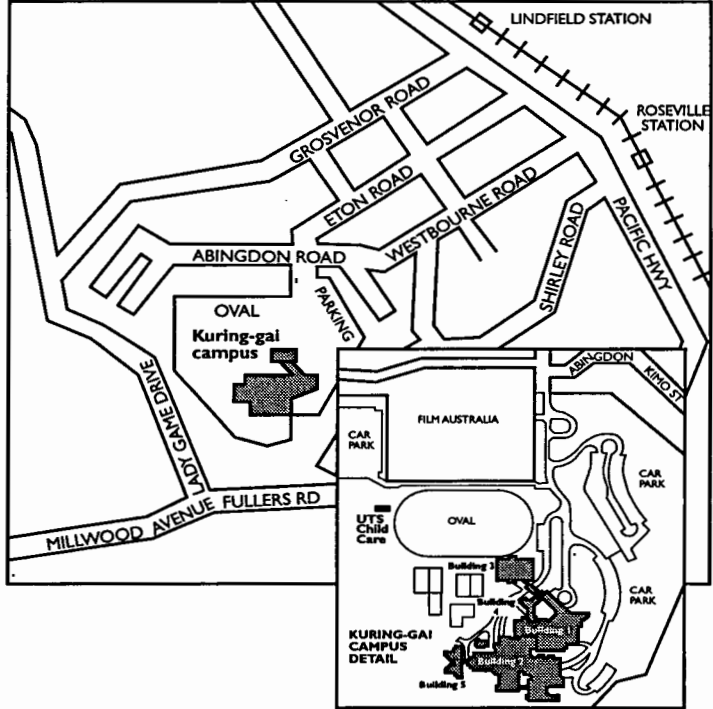 LINDFIELD STATION
ROSEVILLE
STATION
GROSVENOR ROAD
ETON ROAD
WESTBOURNE ROAD
ABINGDON ROAD
SHIRLEY ROAD
PACIFIC HWY
PARKING
OVAL
Kuring-gai
campus
LADY GAME DRIVE
MILLWOOD AVENUE FULLERS RD
ABINGDON
KIMO ST
FILM AUSTRALIA
CAR
PARK
CAR
PARK
UTS
Child
Care
OVAL
Building 3
CAR
PARK
Building
4
Building 1
KURING-GAI
CAMPUS
DETAIL
Building 2
Building 5